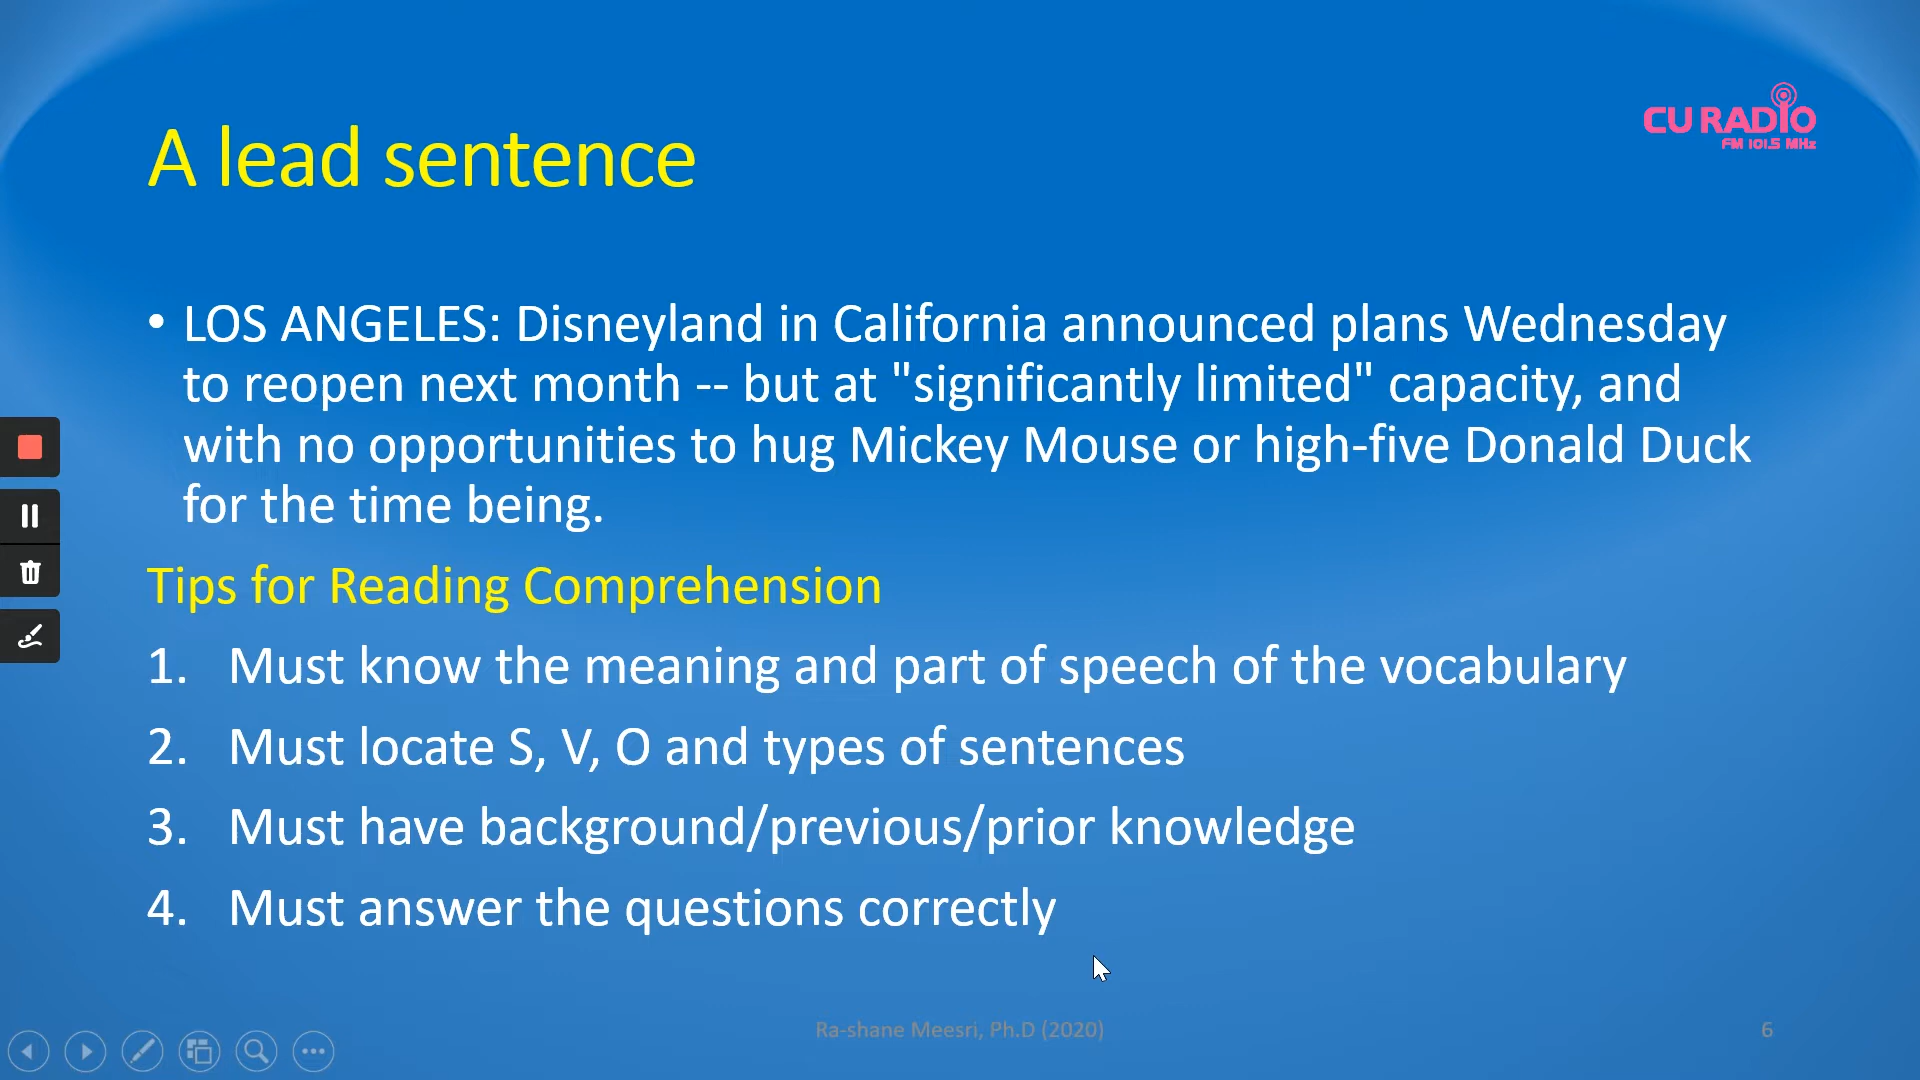 CU RADIO
FM 101.5 MHz
A lead sentence
• LOS ANGELES: Disneyland in California announced plans Wednesday
to reopen next month -- but at "significantly limited" capacity, and
with no opportunities to hug Mickey Mouse or high-five Donald Duck
for the time being.
Tips for Reading Comprehension
1. Must know the meaning and part of speech of the vocabulary
2. Must locate S, V, O and types of sentences
3. Must have background/previous/prior knowledge
4. Must answer the questions correctly
Ra-shane Meesri, Ph.D (2020)
6